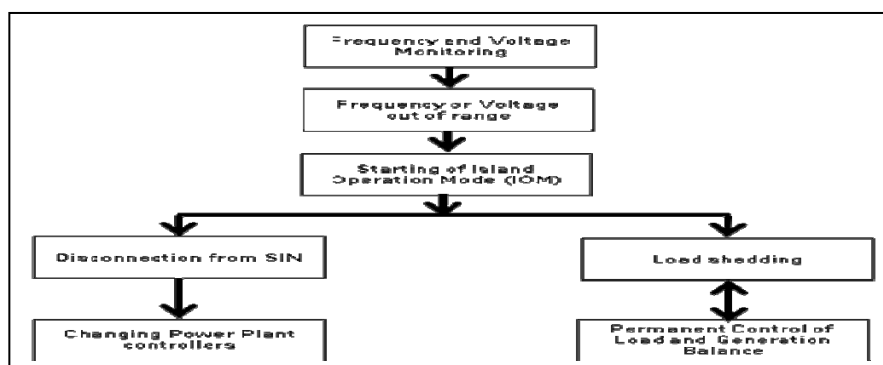 Frequency and Voltage
Monitoring
Frequency or Voltage
out of range
Starting of Island
Operation Mode (IOM)
Disconnection from SIN
Load shedding
Changing Power Plant
controllers
Permanent Control of
Load and Generation
Balance